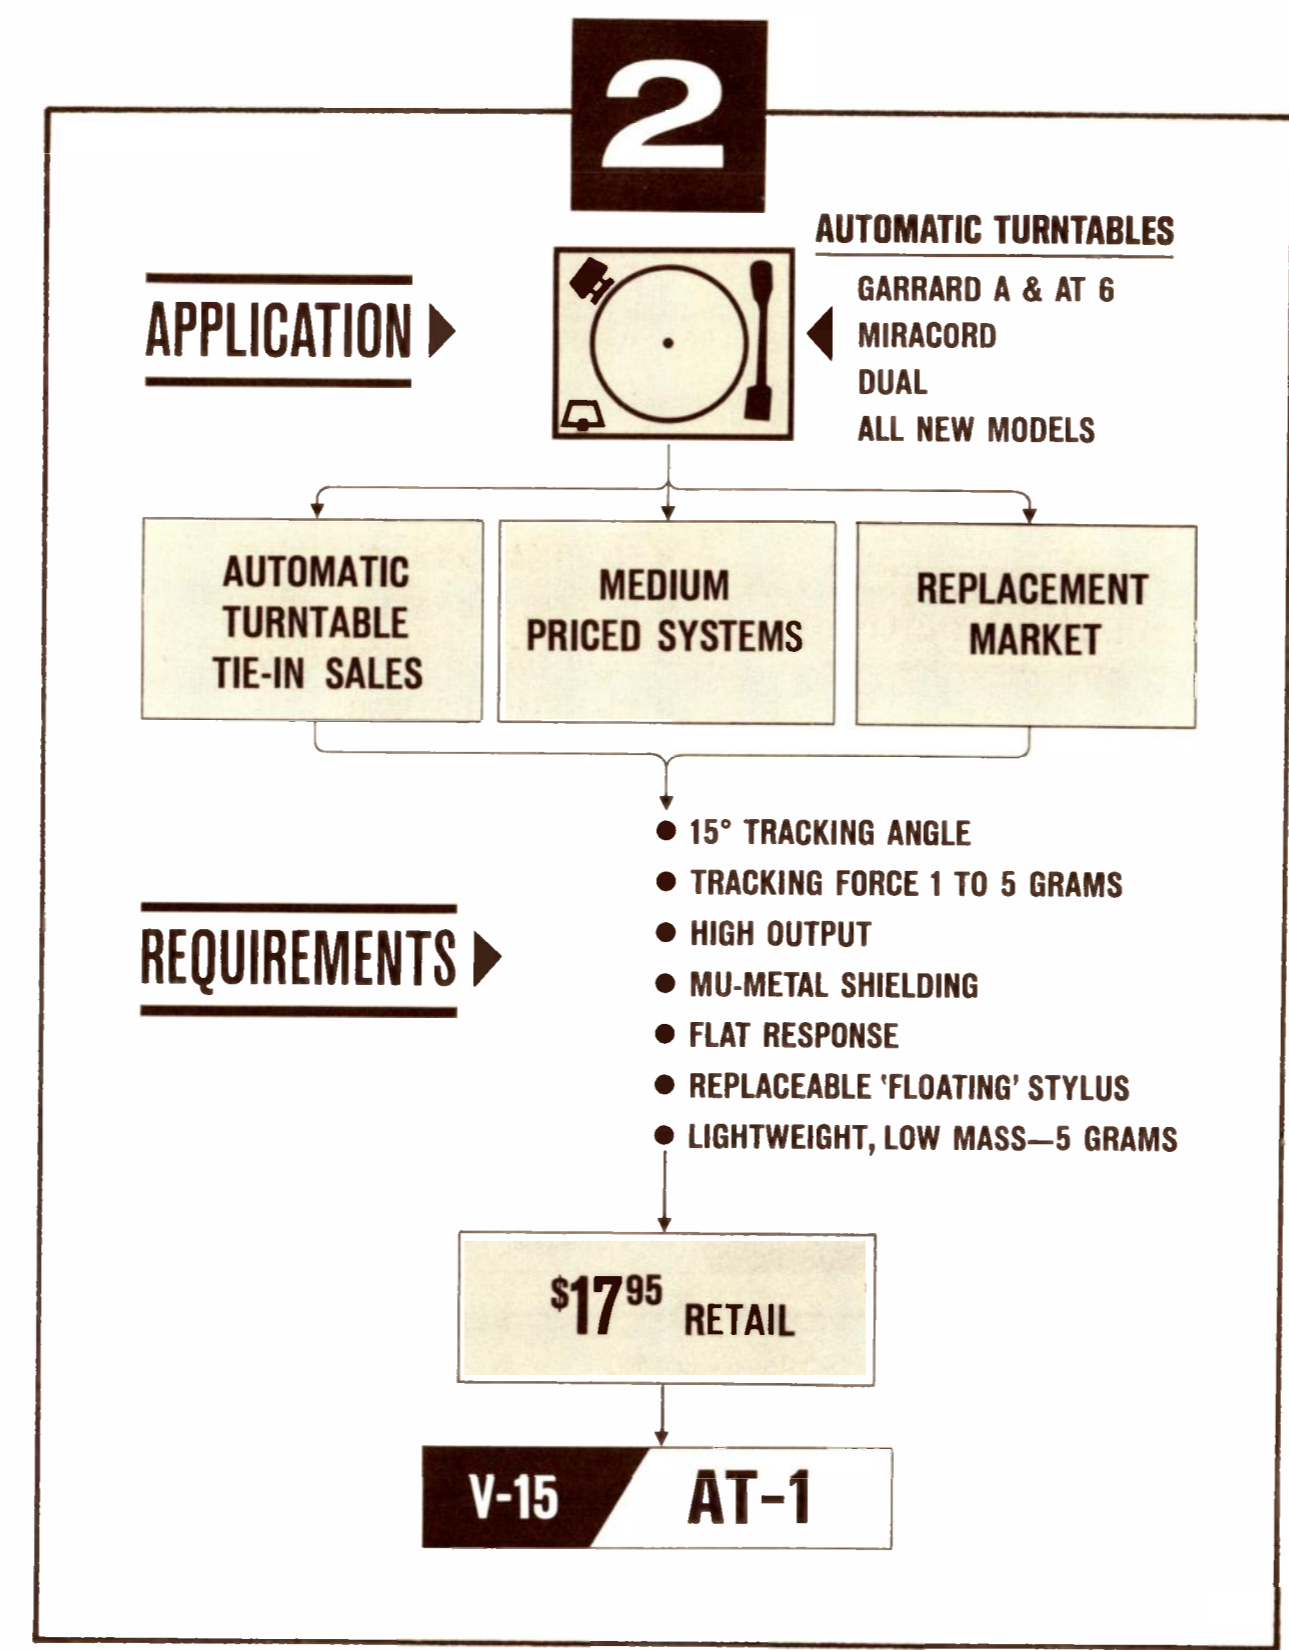 2
AUTOMATIC TURNTABLES
APPLICATION
GARRARD A & AT 6
MIRACORD
DUAL
ALL NEW MODELS
AUTOMATIC
TURNTABLE
TIE-IN SALES
MEDIUM
PRICED SYSTEMS
REPLACEMENT
MARKET
REQUIREMENTS
● 15° TRACKING ANGLE
● TRACKING FORCE 1 TO 5 GRAMS
● HIGH OUTPUT
● MU-METAL SHIELDING
● FLAT RESPONSE
● REPLACEABLE 'FLOATING' STYLUS
● LIGHTWEIGHT, LOW MASS—5 GRAMS
$17 95 RETAIL
V-15 AT-1